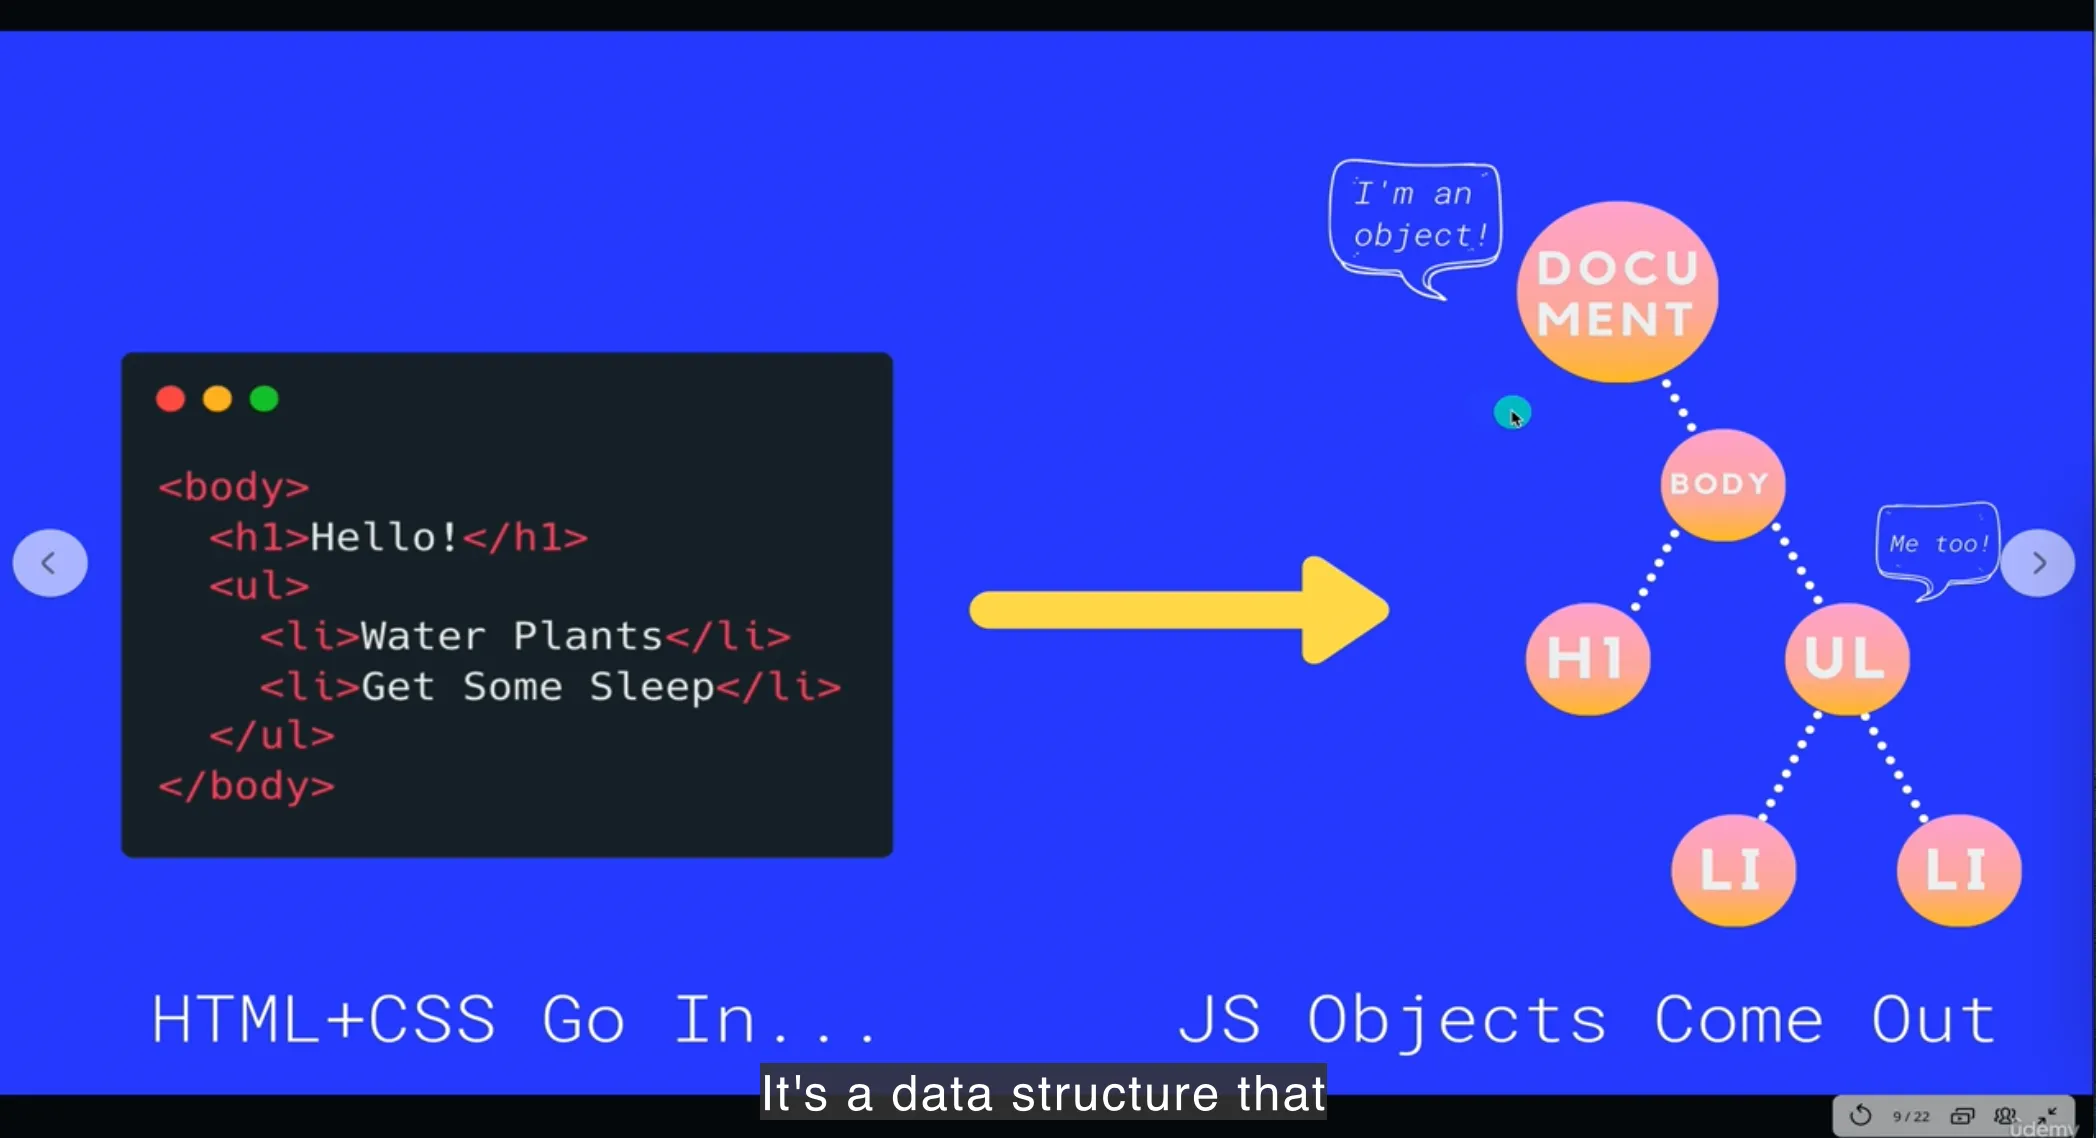 I'm an
object!
DOCU
MENT
<body>
<h1>Hello!</h1>
<ul>
<li>Water Plants</li>
<li>Get Some Sleep</li>
</ul>
</body>
BODY
Me too!
H1
UL
LI
LI
HTML+CSS Go In...
JS Objects Come Out
It's a data structure that
9/22
udemy